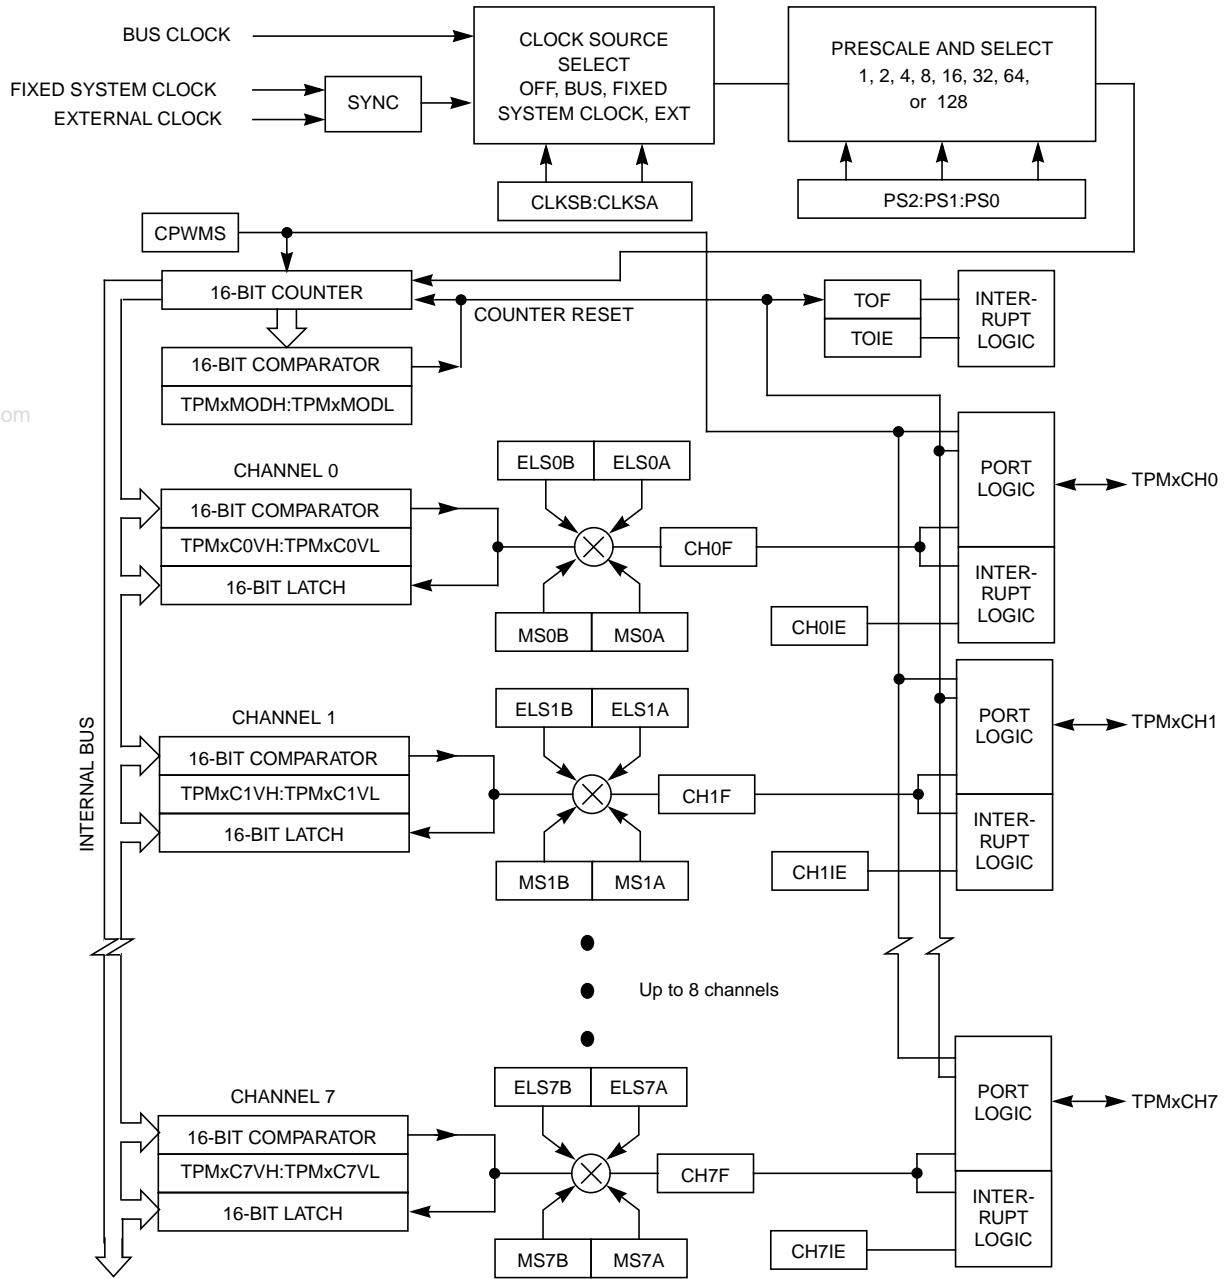 BUS CLOCK
FIXED SYSTEM CLOCK
EXTERNAL CLOCK
SYNC
CLOCK SOURCE
SELECT
OFF, BUS, FIXED
SYSTEM CLOCK, EXT
PRESCALE AND SELECT
1, 2, 4, 8, 16, 32, 64,
or 128
CLKSB:CLKSA
PS2:PS1:PS0
CPWMS
16-BIT COUNTER
COUNTER RESET
TOF
TOIE
INTER-
RUPT
LOGIC
16-BIT COMPARATOR
TPMxMODH:TPMxMODL
om
CHANNEL 0
ELS0B
ELS0A
PORT
LOGIC
TPMxCH0
16-BIT COMPARATOR
TPMxC0VH:TPMxC0VL
16-BIT LATCH
CH0F
INTER-
RUPT
LOGIC
MS0B
MS0A
CH0IE
INTERNAL BUS
CHANNEL 1
ELS1B
ELS1A
PORT
LOGIC
TPMxCH1
16-BIT COMPARATOR
TPMxC1VH:TPMxC1VL
16-BIT LATCH
CH1F
INTER-
RUPT
LOGIC
MS1B
MS1A
CH1IE
Up to 8 channels
CHANNEL 7
ELS7B
ELS7A
PORT
LOGIC
TPMxCH7
16-BIT COMPARATOR
TPMxC7VH:TPMxC7VL
16-BIT LATCH
CH7F
INTER-
RUPT
LOGIC
MS7B
MS7A
CH7IE